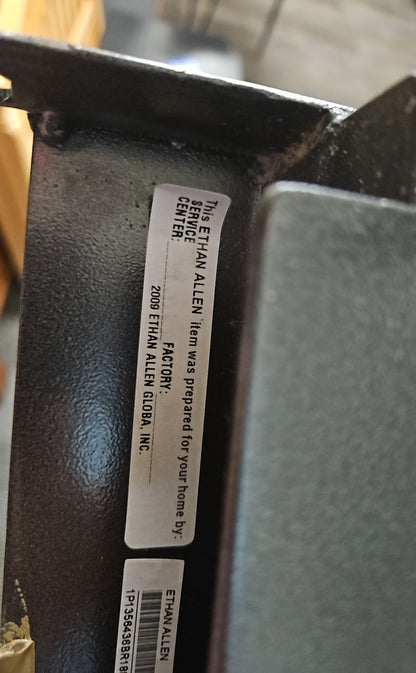 This ETHAN ALLEN item was prepared for your home by:
SERVICE
CENTER: FACTORY:
2009 ETHAN ALLEN GLOBA, INC.
ETHAN ALLEN
1P1356436BR18